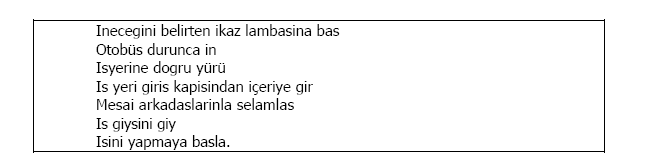 Inecegini belirten ikaz lambasina bas
Otobüs durunca in
Isyerine dogru yürü
Is yeri giris kapisindan içeriye gir
Mesai arkadaslarinla selamlas
Is giysini giy
Isini yapmaya basla.